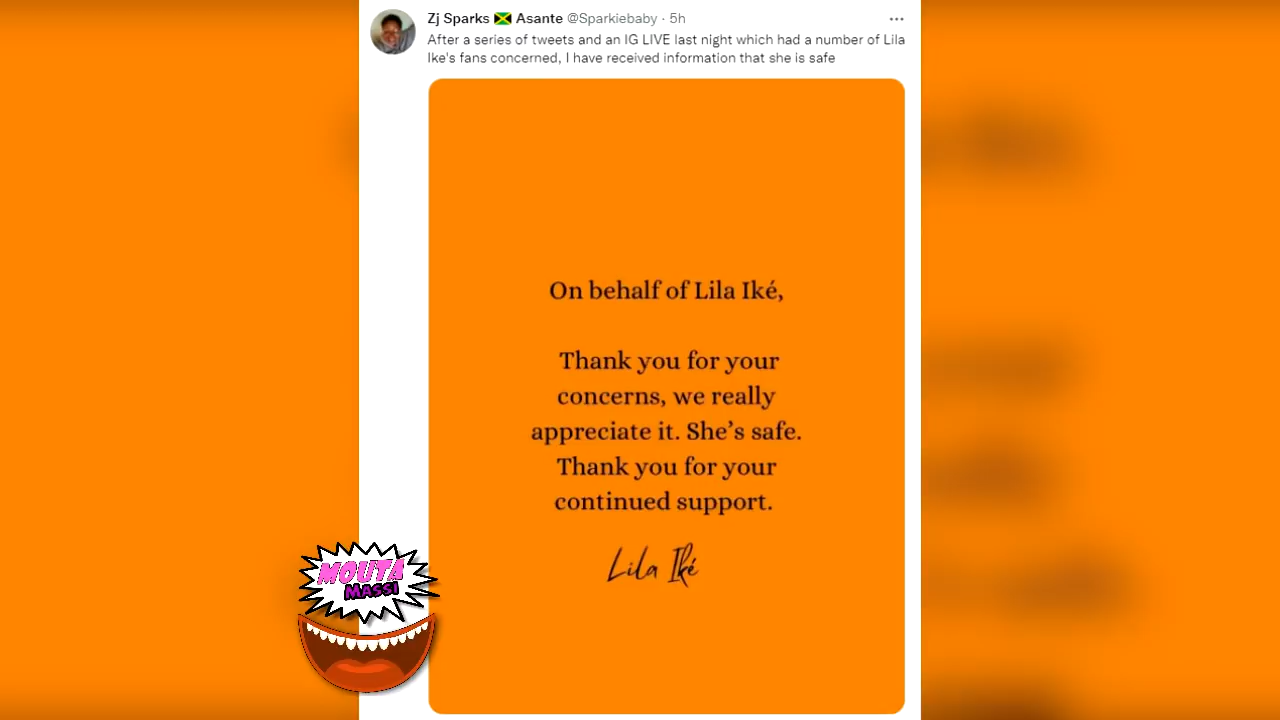 Zj Sparks 🇯🇲 Asante @Sparkiebaby · 5h
After a series of tweets and an IG LIVE last night which had a number of Lila
Ike's fans concerned, I have received information that she is safe
On behalf of Lila Iké,
Thank you for your
concerns, we really
appreciate it. She’s safe.
Thank you for your
continued support.
Lila Iké
MOUTA
MASSI